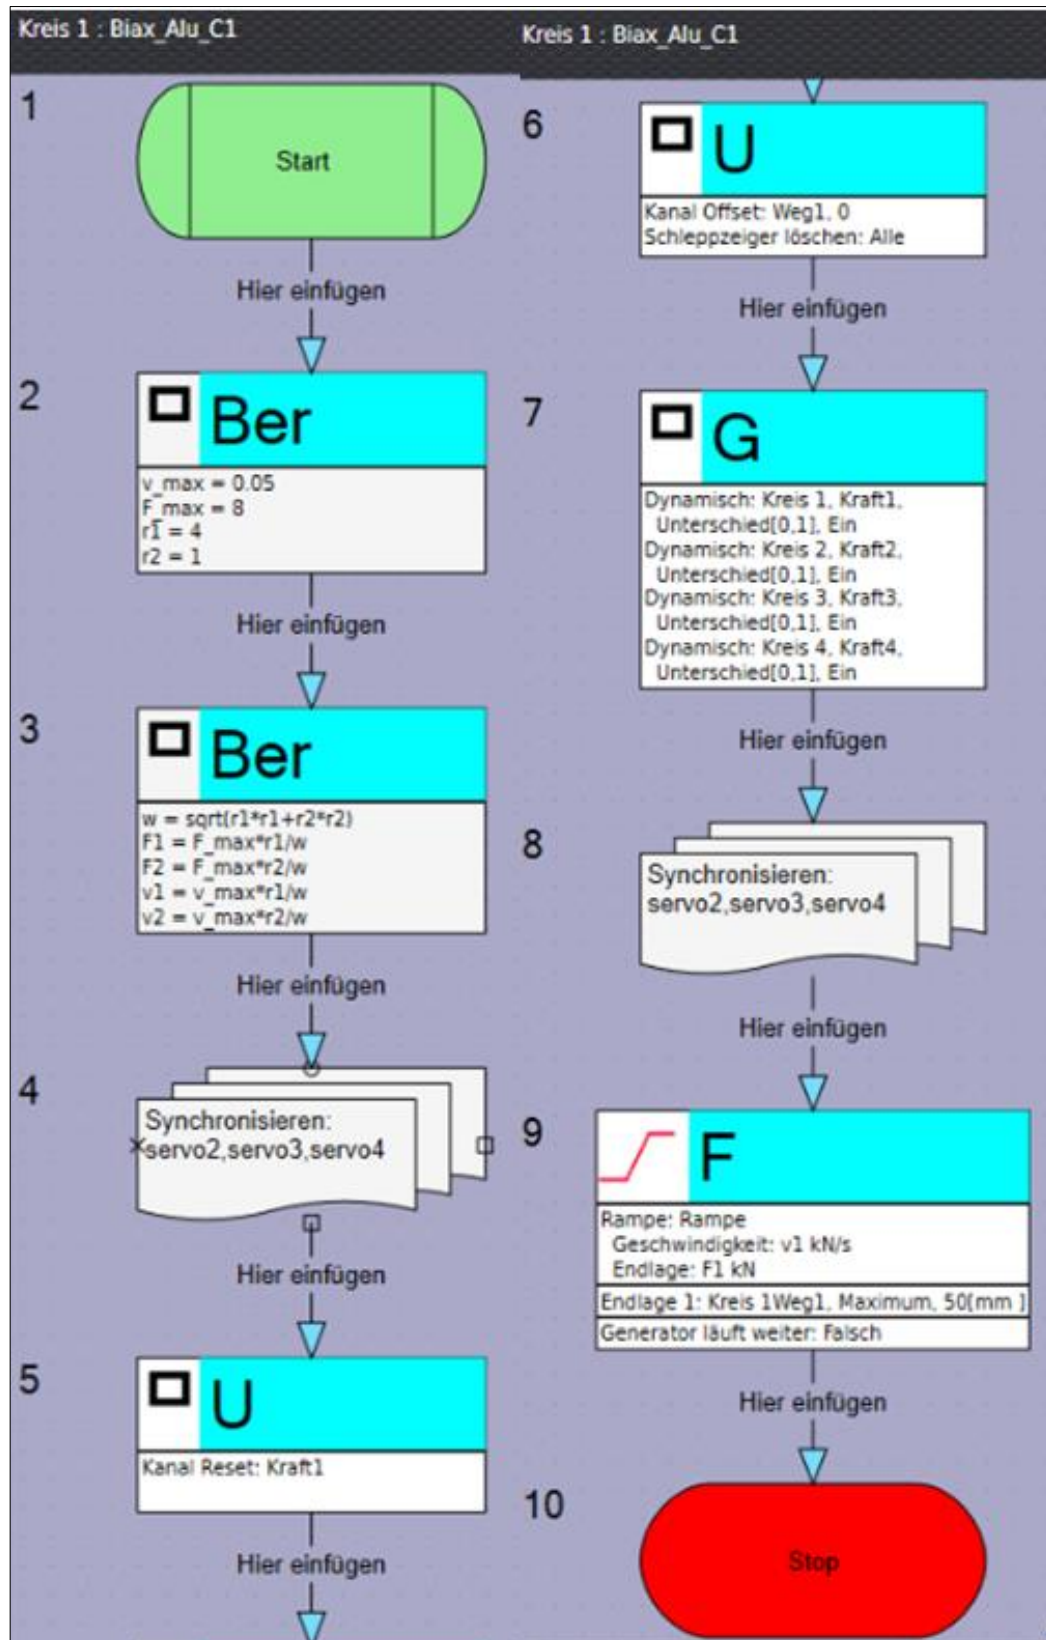 Kreis 1 : Biax_Alu_C1
1
Start
Hier einfügen
2
Ber
v_max = 0.05
F_max = 8
r1 = 4
r2 = 1
Hier einfügen
3
Ber
w = sqrt(r1*r1+r2*r2)
F1 = F_max*r1/w
F2 = F_max*r2/w
v1 = v_max*r1/w
v2 = v_max*r2/w
Hier einfügen
4
Synchronisieren:
servo2,servo3,servo4
Hier einfügen
5
U
Kanal Reset: Kraft1
Hier einfügen
Kreis 1 : Biax_Alu_C1
6
U
Kanal Offset: Weg1, 0
Schleppzeiger löschen: Alle
Hier einfügen
7
G
Dynamisch: Kreis 1, Kraft1,
Unterschied[0,1], Ein
Dynamisch: Kreis 2, Kraft2,
Unterschied[0,1], Ein
Dynamisch: Kreis 3, Kraft3,
Unterschied[0,1], Ein
Dynamisch: Kreis 4, Kraft4,
Unterschied[0,1], Ein
Hier einfügen
8
Synchronisieren:
servo2,servo3,servo4
Hier einfügen
9
F
Rampe: Rampe
Geschwindigkeit: v1 kN/s
Endlage: F1 kN
Endlage 1: Kreis 1Weg1, Maximum, 50[mm ]
Generator läuft weiter: Falsch
Hier einfügen
10
Stop